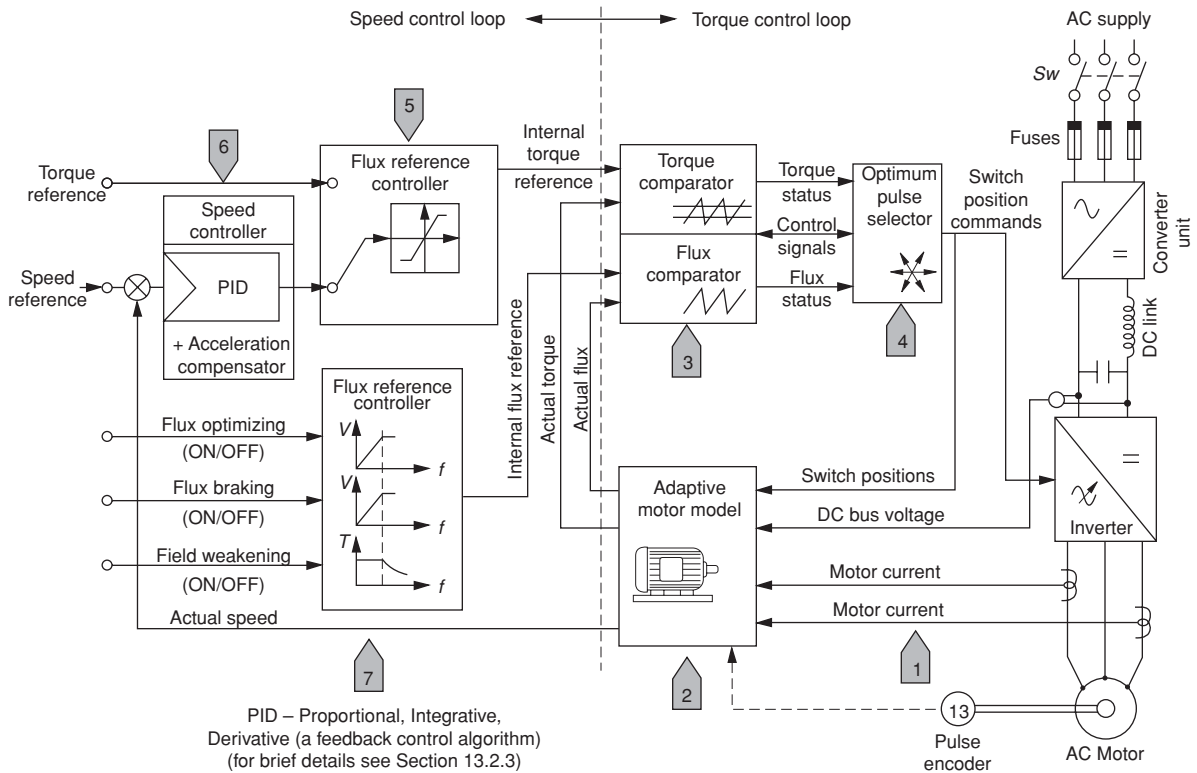 Speed control loop
Torque control loop
AC supply
Sw
Fuses
Converter
unit
DC link
5
6
Torque
reference
Speed
controller
PID
+ Acceleration
compensator
Speed
reference
Flux reference
controller
Internal
torque
reference
Torque
comparator
Flux
comparator
3
Torque
status
Control
signals
Flux
status
Optimum
pulse
selector
4
Switch
position
commands
Flux optimizing
(ON/OFF)
Flux braking
(ON/OFF)
Field weakening
(ON/OFF)
Actual speed
Flux reference
controller
V
f
V
f
T
f
7
Internal flux reference
Actual torque
Actual flux
Adaptive
motor model
2
Switch positions
DC bus voltage
Motor current
Motor current
1
Inverter
13
Pulse
encoder
AC Motor
PID – Proportional, Integrative,
Derivative (a feedback control algorithm)
(for brief details see Section 13.2.3)